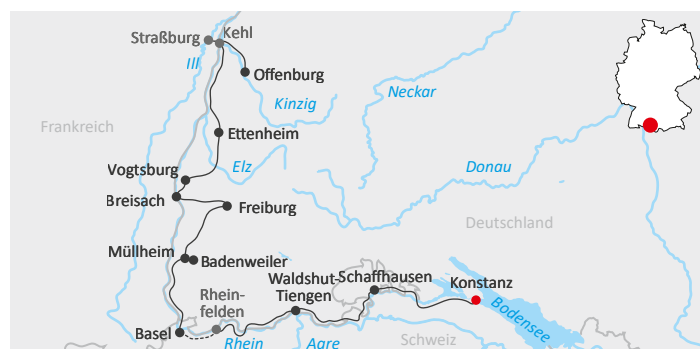 Straßburg
Kehl
Ill
Offenburg
Kinzig
Neckar
Frankreich
Ettenheim
Elz
Vogtsburg
Donau
Breisach
Freiburg
Deutschland
Müllheim
Badenweiler
Waldshut-
Tiengen
Schaffhausen
Konstanz
Rhein-
felden
Bodensee
Basel
Rhein
Aare
Schweiz